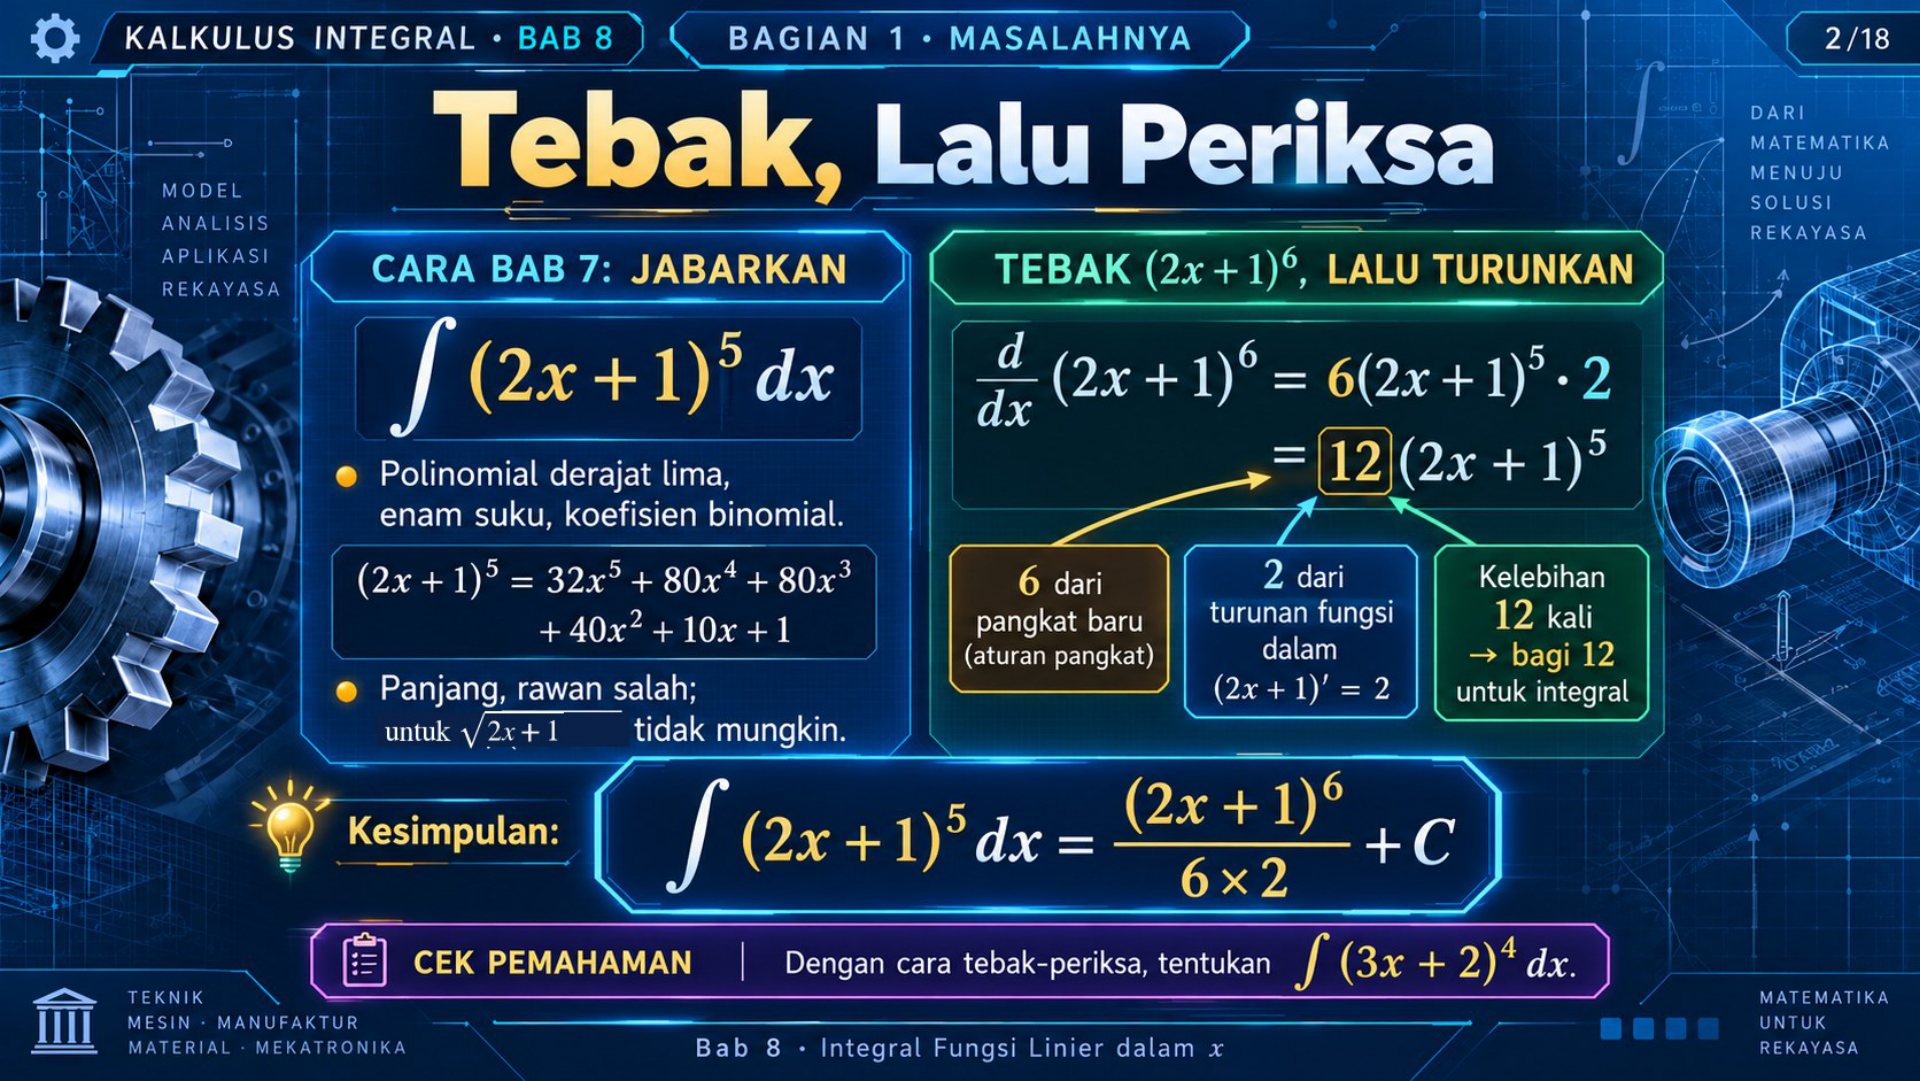 KALKULUS INTEGRAL • BAB 8
BAGIAN 1 • MASALAHNYA
2/18
Tebak, Lalu Periksa
MODEL
ANALISIS
APLIKASI
REKAYASA
DARI
MATEMATIKA
MENUJU
SOLUSI
REKAYASA
CARA BAB 7: JABARKAN
∫ (2x + 1)⁵ dx
Polinomial derajat lima,
enam suku, koefisien binomial.
(2x + 1)⁵ = 32x⁵ + 80x⁴ + 80x³
+ 40x² + 10x + 1
Panjang, rawan salah;
untuk √2x + 1 tidak mungkin.
TEBAK (2x + 1)⁶, LALU TURUNKAN
d/dx (2x + 1)⁶ = 6(2x + 1)⁵ · 2
= 12 (2x + 1)⁵
6 dari
pangkat baru
(aturan pangkat)
2 dari
turunan fungsi
dalam
(2x + 1)′ = 2
Kelebihan
12 kali
→ bagi 12
untuk integral
Kesimpulan:
∫ (2x + 1)⁵ dx = (2x + 1)⁶ / 6 × 2 + C
CEK PEMAHAMAN | Dengan cara tebak-periksa, tentukan ∫ (3x + 2)⁴ dx.
TEKNIK
MESIN · MANUFAKTUR
MATERIAL · MEKATRONIKA
Bab 8 • Integral Fungsi Linier dalam x
MATEMATIKA
UNTUK
REKAYASA